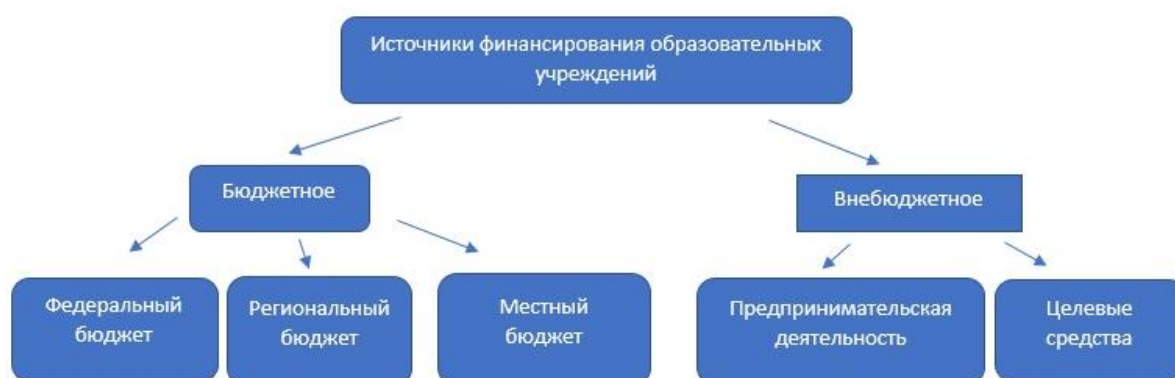 Источники финансирования образовательных
учреждений
Бюджетное
Внебюджетное
Федеральный
бюджет
Региональный
бюджет
Местный
бюджет
Предпринимательская
деятельность
Целевые
средства